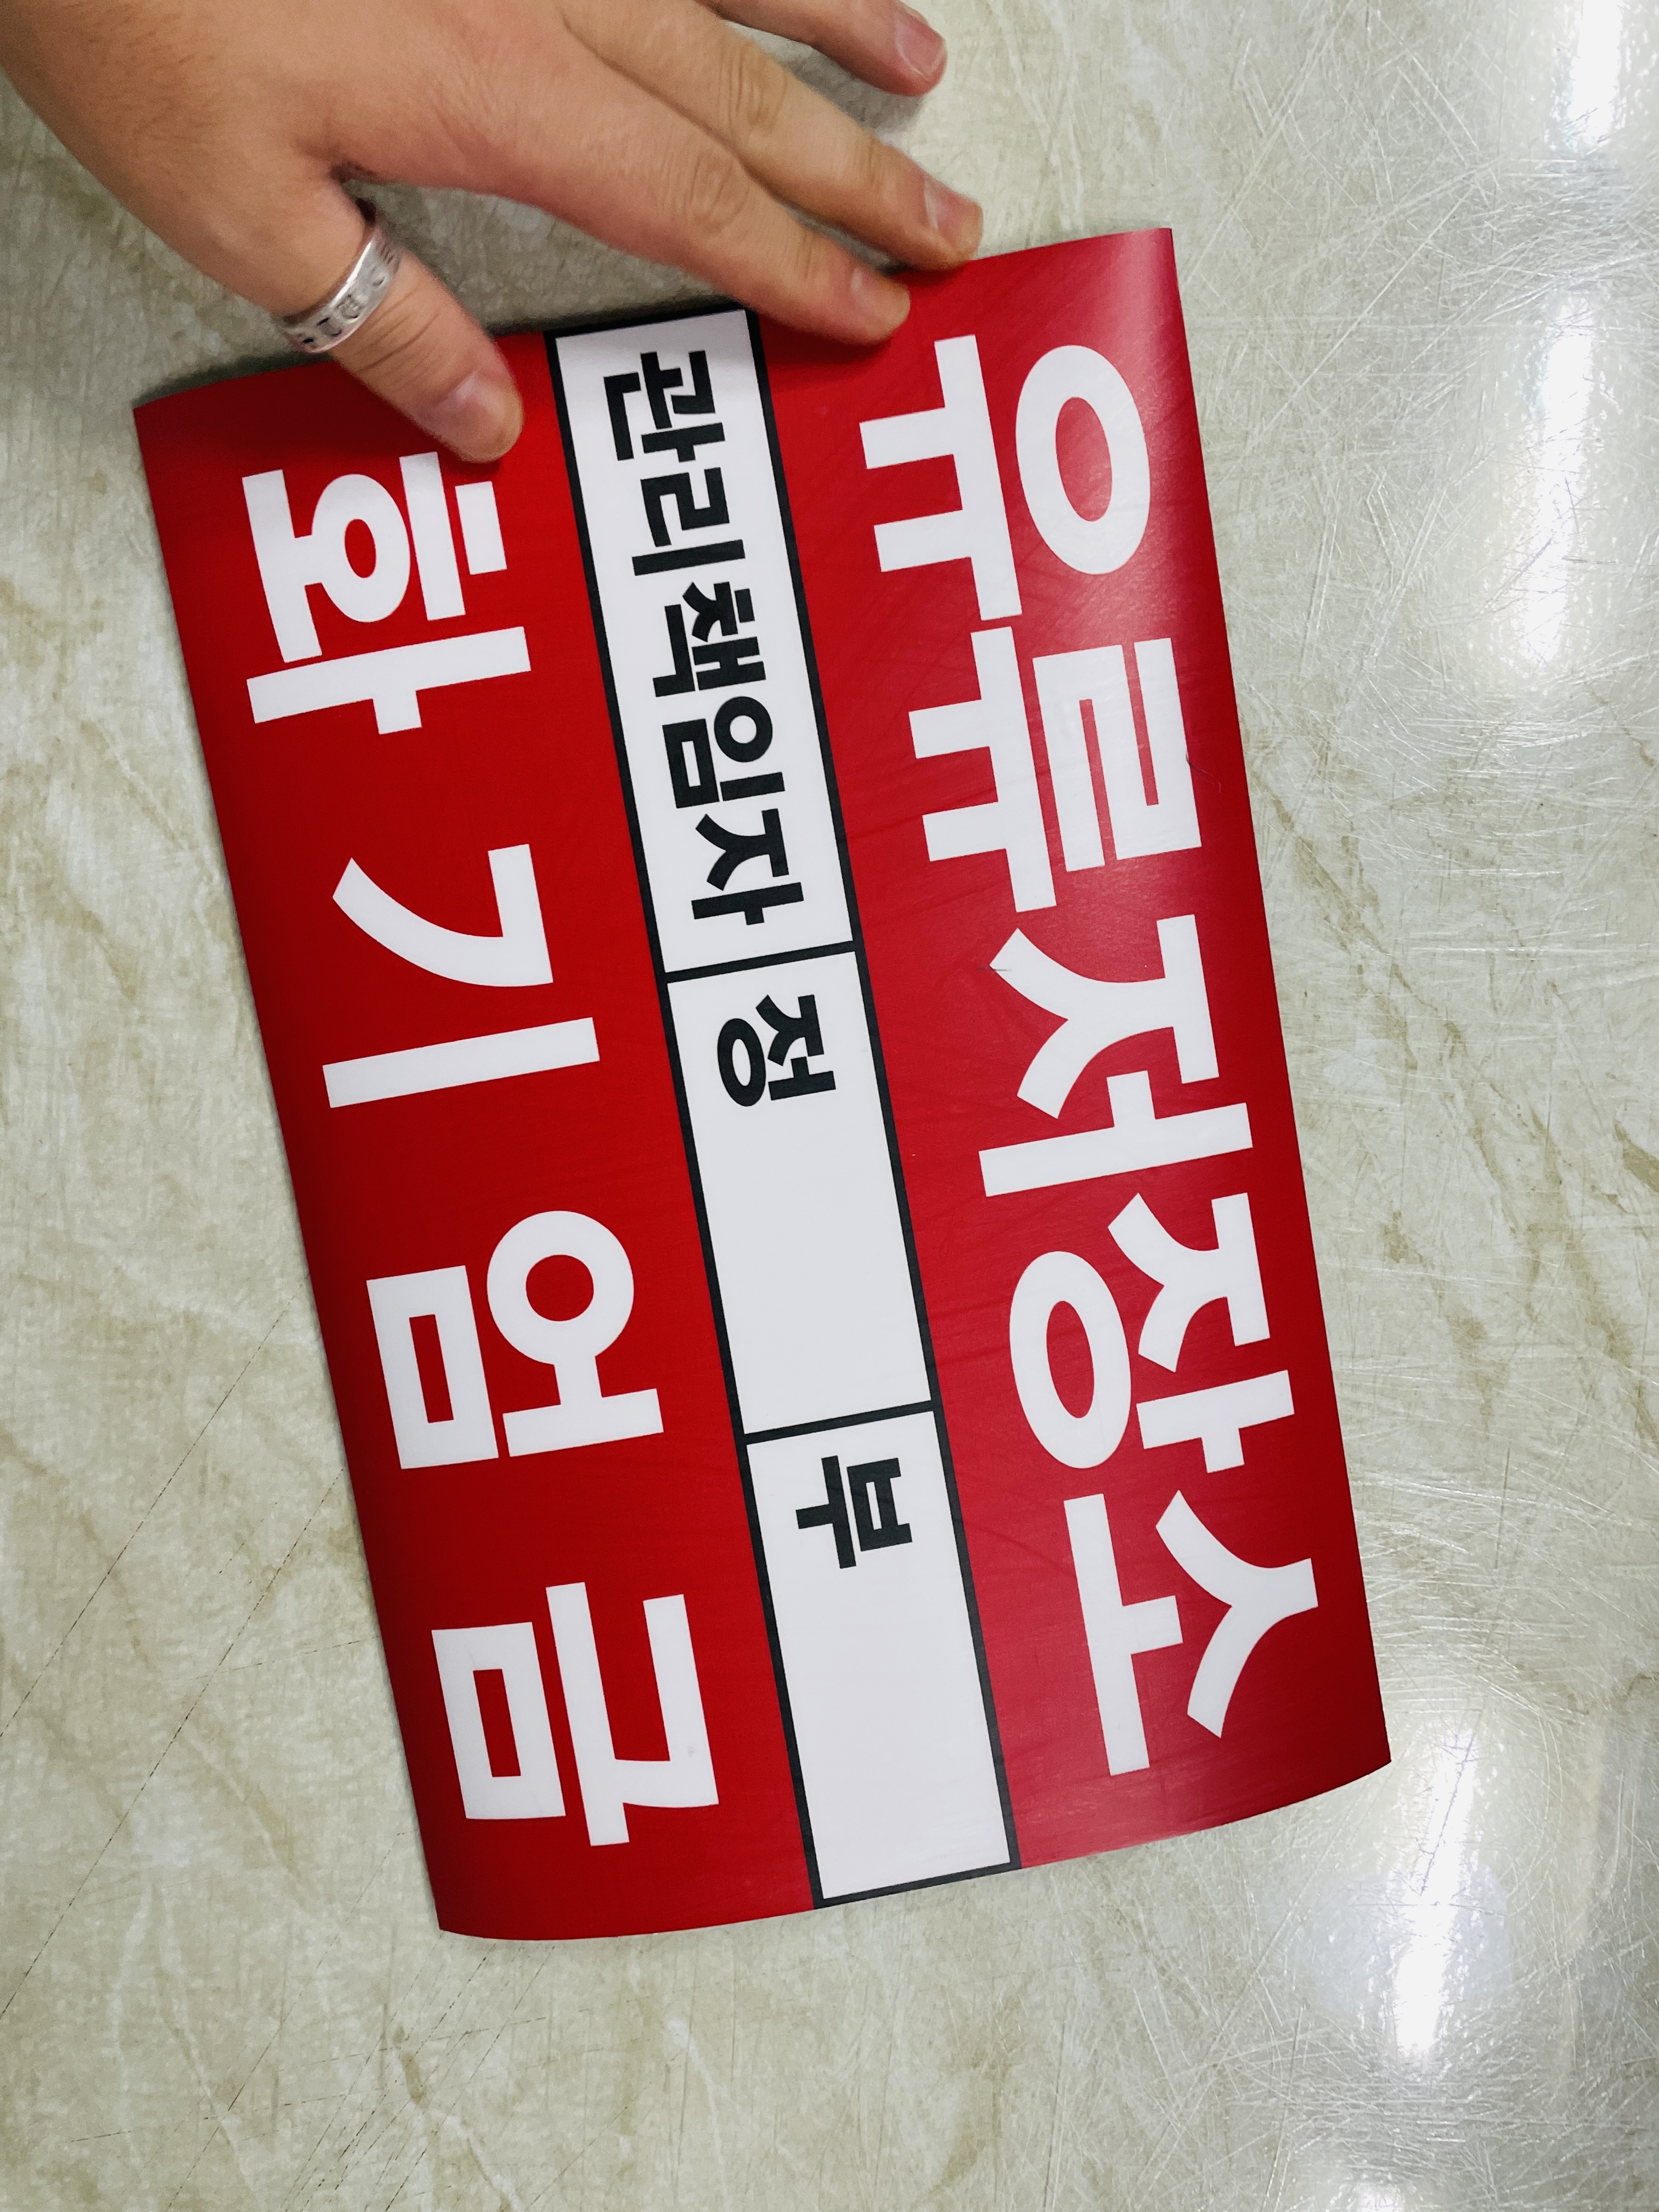 유류저장소
관리책임자 정 부
화기엄금